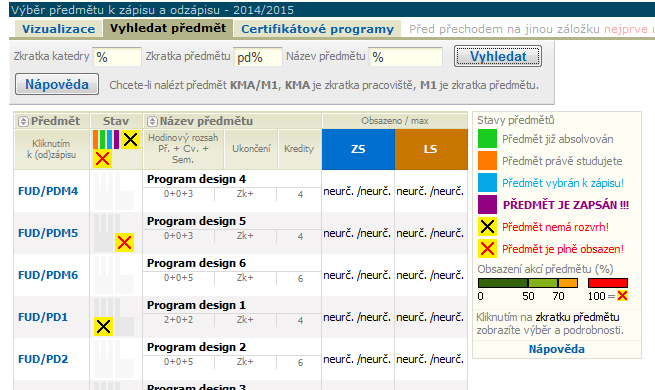 Výběr předmětu k zápisu a odzápisu - 2014/2015
Vizualizace Vyhledat předmět Certifikátové programy Před přechodem na jinou záložku nejprve u
Zkratka katedry % Zkratka předmětu pd% Název předmětu % Vyhledat
Nápověda Chcete-li nalézt předmět KMA/M1, KMA je zkratka pracoviště, M1 je zkratka předmětu.
Předmět Stav Název předmětu Obsazeno / max
Kliknutím
k (od)zápisu
Hodinový rozsah
Př. + Cv. +
Sem.
Ukončení Kredity ZS LS
FUD/PDM4 Program design 4
0+0+3 Zk+ 4 neurč. /neurč. neurč. /neurč.
FUD/PDM5 Program design 5
0+0+3 Zk+ 4 neurč. /neurč. neurč. /neurč.
FUD/PDM6 Program design 6
0+0+5 Zk+ 6 neurč. /neurč. neurč. /neurč.
FUD/PD1 Program design 1
2+0+2 Zk+ 4 neurč. /neurč. neurč. /neurč.
FUD/PD2 Program design 2
0+0+5 Zk+ 6 neurč. /neurč. neurč. /neurč.
Program design 3
Stavy předmětů
Předmět již absolvován
Předmět právě studujete
Předmět vybrán k zápisu!
PŘEDMĚT JE ZAPSÁN !!!
Předmět nemá rozvrh!
Předmět je plně obsazen!
Obsazení akcí předmětu (%)
0 50 70 90 100 =
Kliknutím na zkratku předmětu
zobrazíte výběr a podrobnosti.
Nápověda